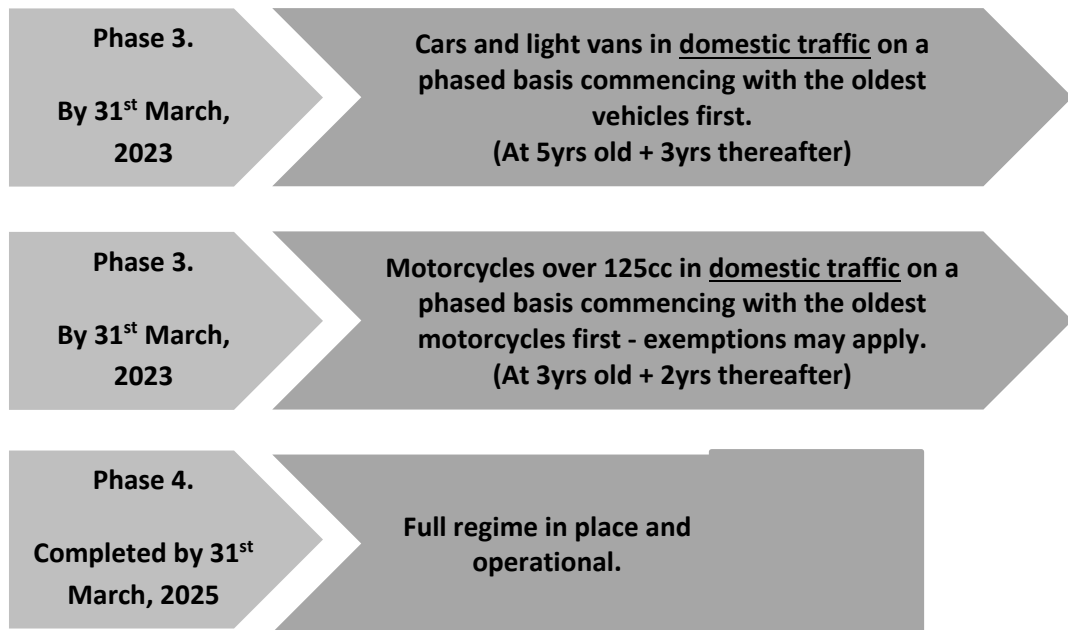 Phase 3.
By 31st March,
2023
Cars and light vans in domestic traffic on a
phased basis commencing with the oldest
vehicles first.
(At 5yrs old + 3yrs thereafter)
Phase 3.
By 31st March,
2023
Motorcycles over 125cc in domestic traffic on a
phased basis commencing with the oldest
motorcycles first - exemptions may apply.
(At 3yrs old + 2yrs thereafter)
Phase 4.
Completed by 31st
March, 2025
Full regime in place and
operational.